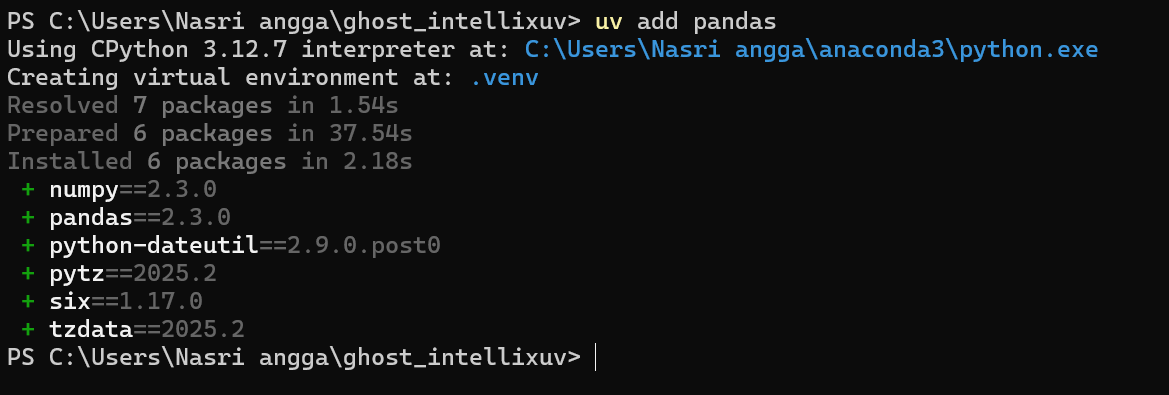 PS C:\Users\Nasri angga\ghost_intellixuv> uv add pandas
Using CPython 3.12.7 interpreter at: C:\Users\Nasri angga\anaconda3\python.exe
Creating virtual environment at: .venv
Resolved 7 packages in 1.54s
Prepared 6 packages in 37.54s
Installed 6 packages in 2.18s
 + numpy==2.3.0
 + pandas==2.3.0
 + python-dateutil==2.9.0.post0
 + pytz==2025.2
 + six==1.17.0
 + tzdata==2025.2
PS C:\Users\Nasri angga\ghost_intellixuv>